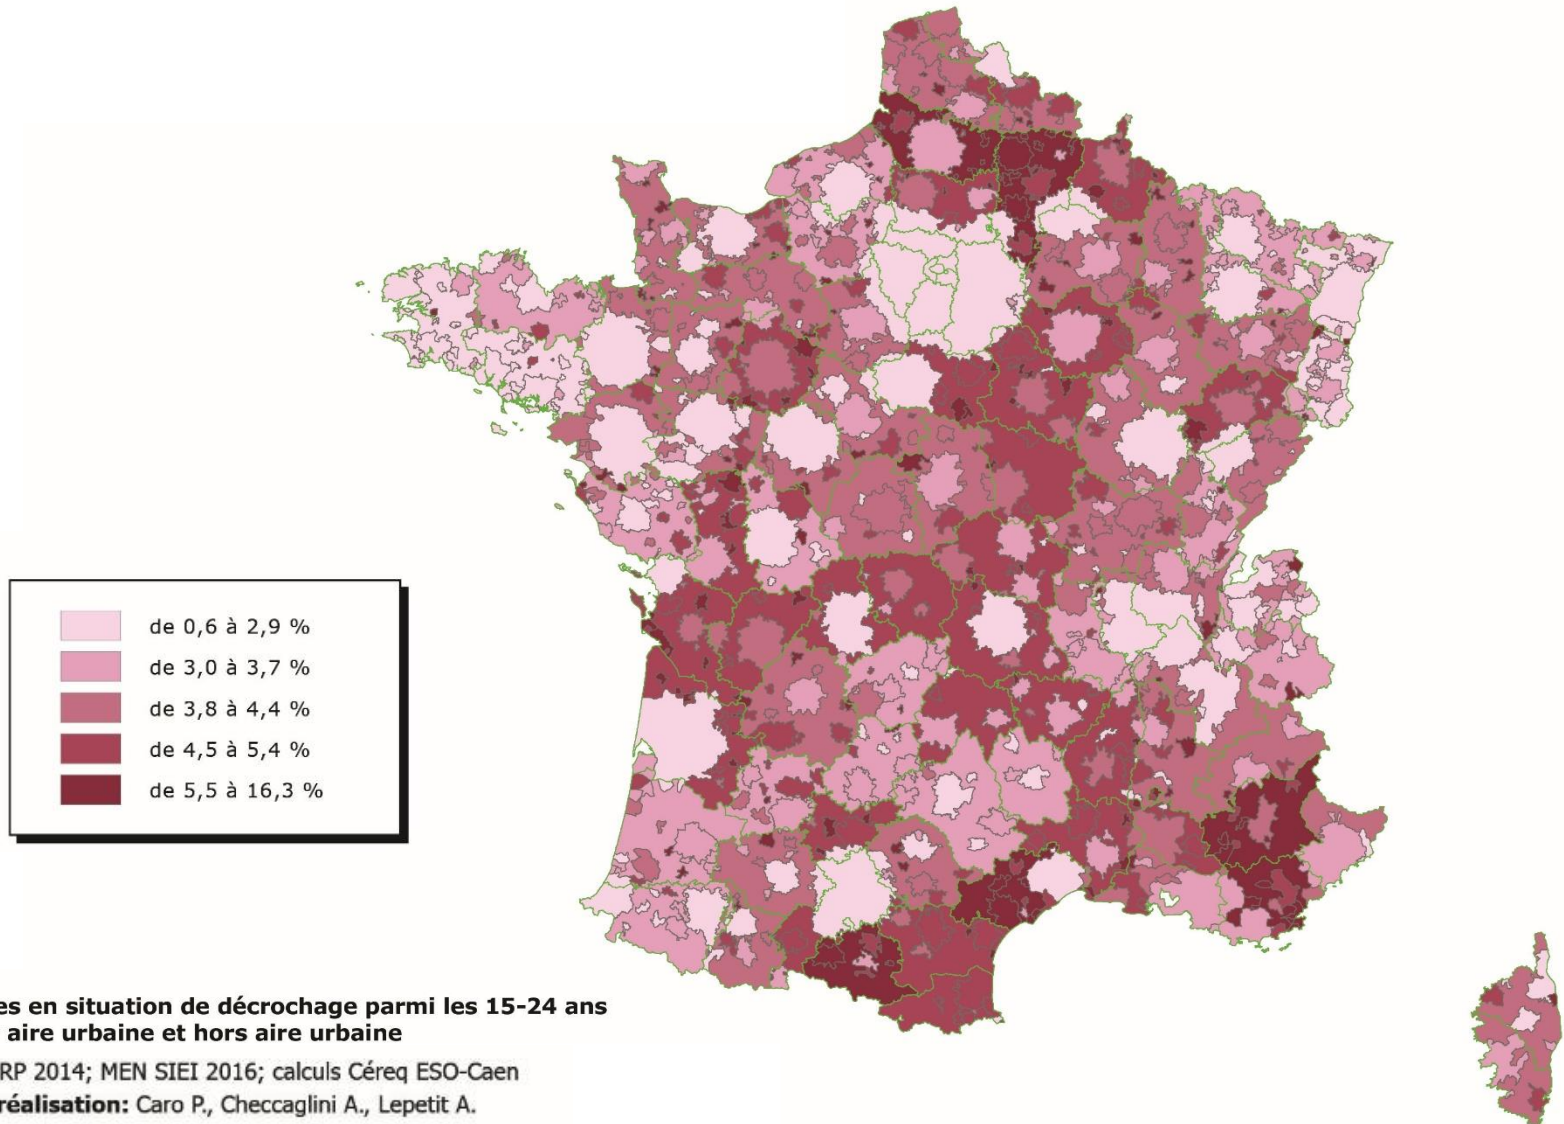 de 0,6 à 2,9 %
de 3,0 à 3,7 %
de 3,8 à 4,4 %
de 4,5 à 5,4 %
de 5,5 à 16,3 %
es en situation de décrochage parmi les 15-24 ans
aire urbaine et hors aire urbaine
RP 2014; MEN SIEI 2016; calculs Céreq ESO-Caen
réalisation: Caro P., Checcaglini A., Lepetit A.